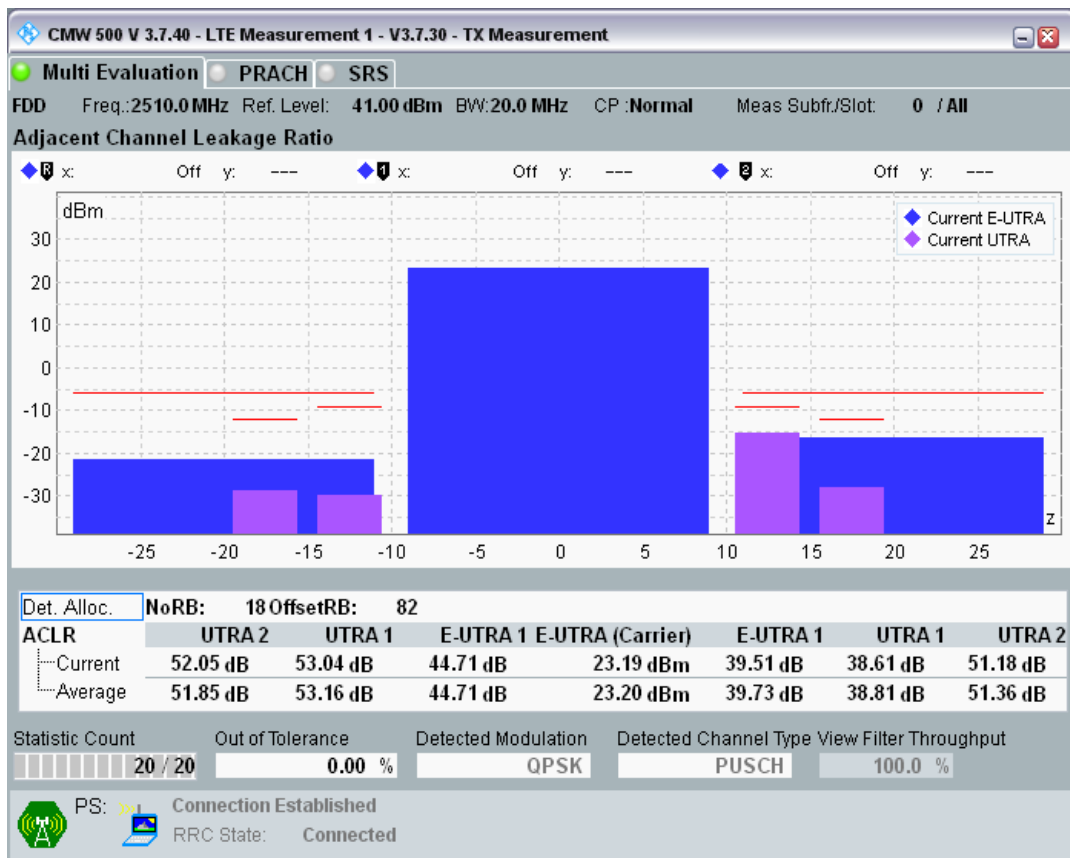 CMW 500 V 3.7.40 - LTE Measurement 1 - V3.7.30 - TX Measurement
Multi Evaluation PRACH SRS
FDD Freq.:2510.0 MHz Ref. Level: 41.00 dBm BW:20.0 MHz CP :Normal Meas Subfr./Slot: 0 / All
Adjacent Channel Leakage Ratio
R x: Off y: --- 1 x: Off y: --- 2 x: Off y: ---
dBm
Current E-UTRA
Current UTRA
30
20
10
0
-10
-20
-30
z
-25 -20 -15 -10 -5 0 5 10 15 20 25
Det. Alloc. NoRB: 18 OffsetRB: 82
ACLR UTRA 2 UTRA 1 E-UTRA 1 E-UTRA (Carrier) E-UTRA 1 UTRA 1 UTRA 2
Current 52.05 dB 53.04 dB 44.71 dB 23.19 dBm 39.51 dB 38.61 dB 51.18 dB
Average 51.85 dB 53.16 dB 44.71 dB 23.20 dBm 39.73 dB 38.81 dB 51.36 dB
Statistic Count Out of Tolerance Detected Modulation Detected Channel Type View Filter Throughput
20 / 20 0.00 % QPSK PUSCH 100.0 %
PS: Connection Established
RRC State: Connected